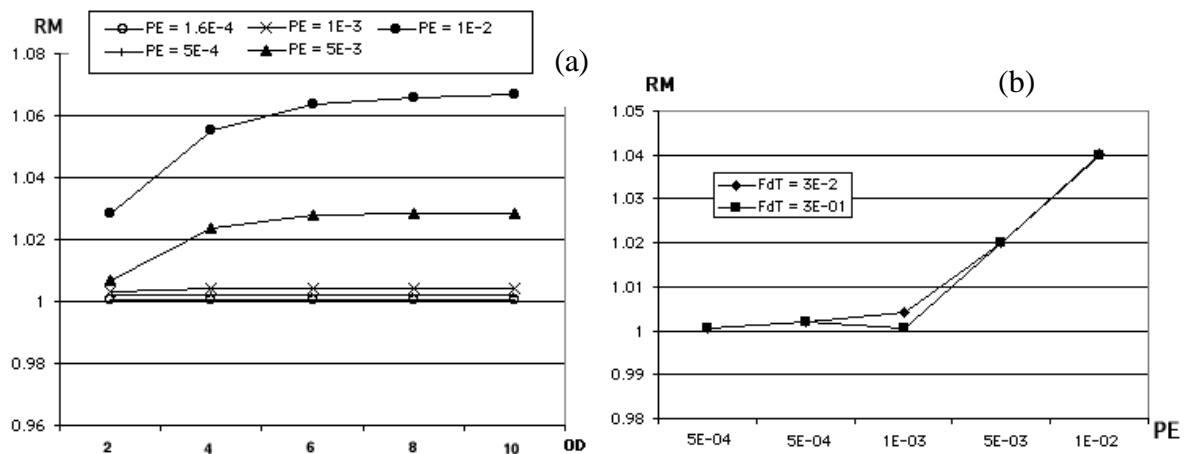 RM
PE = 1.6E-4 PE = 1E-3 PE = 1E-2
PE = 5E-4 PE = 5E-3
(a)
1.08
1.06
1.04
1.02
1
0.98
0.96
2 4 6 8 10 OD
RM
(b)
1.05
1.04
1.03
1.02
1.01
1
0.99
0.98
FdT = 3E-2
FdT = 3E-01
5E-04 5E-04 1E-03 5E-03 1E-02 PE